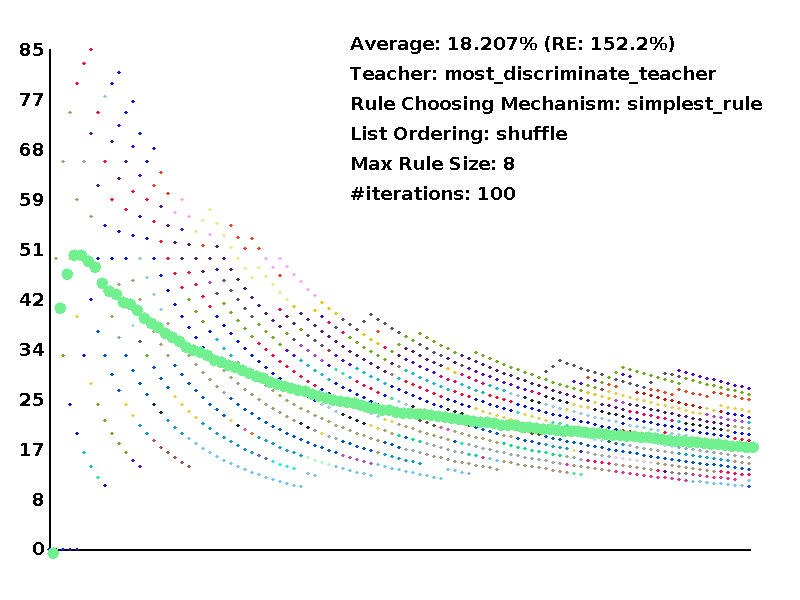 Average: 18.207% (RE: 152.2%)
Teacher: most_discriminate_teacher
Rule Choosing Mechanism: simplest_rule
List Ordering: shuffle
Max Rule Size: 8
#iterations: 100
85
77
68
59
51
42
34
25
17
8
0